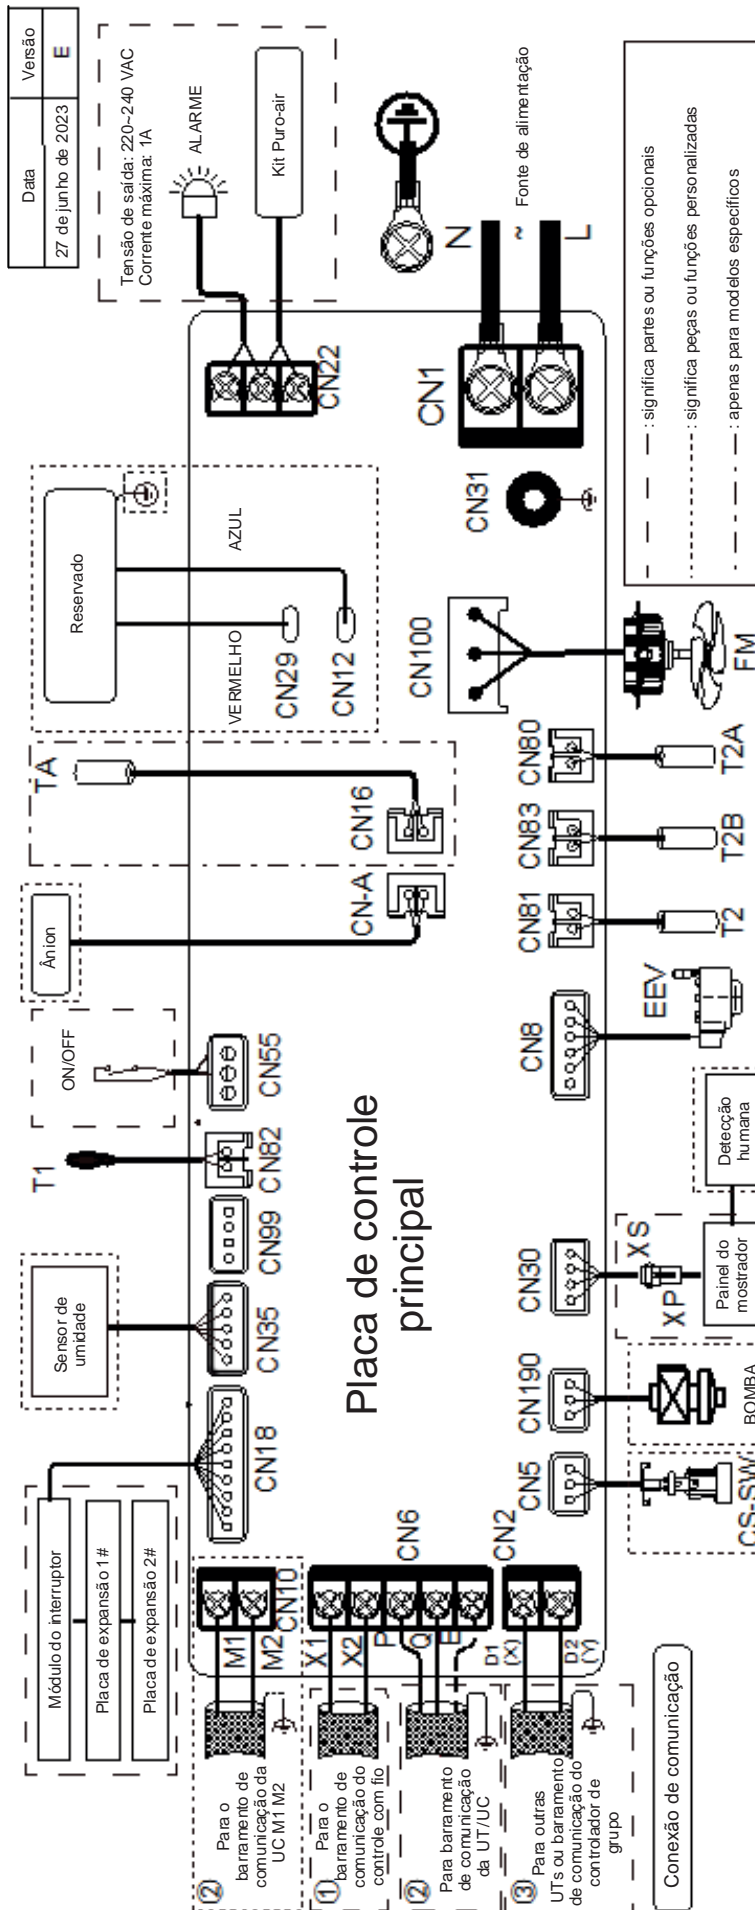 Data
Versão
27 de junho de 2023
E
Tensão de saída: 220~240 VAC
Corrente máxima: 1A
ALARME
Kit Puro-air
CN22
N
~
L
Fonte de alimentação
CN1
CN31
: significa partes ou funções opcionais
: significa peças ou funções personalizadas
: apenas para modelos específicos
Reservado
VERMELHO
AZUL
CN29
CN12
CN100
FM
TA
CN16
CN-A
Ânion
CN80
T2A
CN83
T2B
CN81
T2
ON/OFF
CN55
CN8
EEV
T1
CN82
CN99
Placa de controle
principal
Sensor de
umidade
CN35
CN30
XS
XP
Painel do
mostrador
Detecção
humana
CN18
CN190
BOMBA
CN5
CS-SW
Módulo do interruptor
Placa de expansão 1#
Placa de expansão 2#
CN10
M1
M2
CN6
X1
X2
P
Q
E
CN2
D1
(X)
D2
(Y)
②
Para o
barramento de
comunicação da
UC M1 M2
①
Para o
barramento de
comunicação do
controle com fio
②
Para barramento
de comunicação
da UT/UC
③
Para outras
UTs ou barramento
de comunicação do
controlador de
grupo
Conexão de comunicação